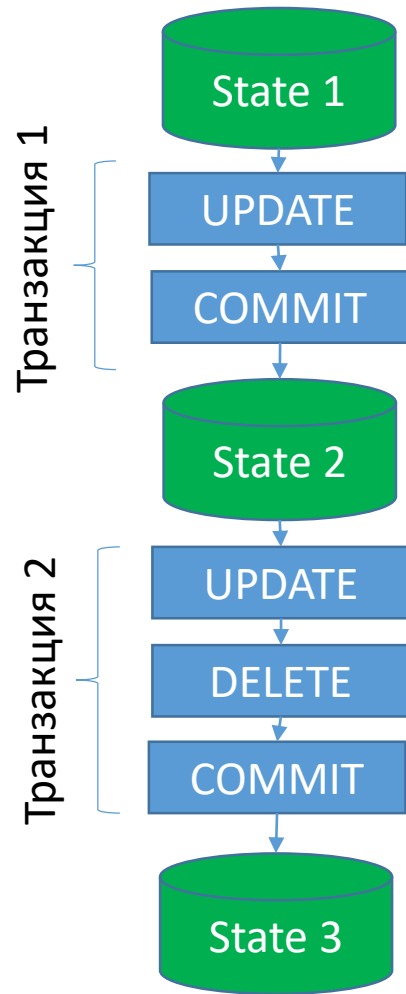 State 1
Транзакция 1
UPDATE
COMMIT
State 2
Транзакция 2
UPDATE
DELETE
COMMIT
State 3